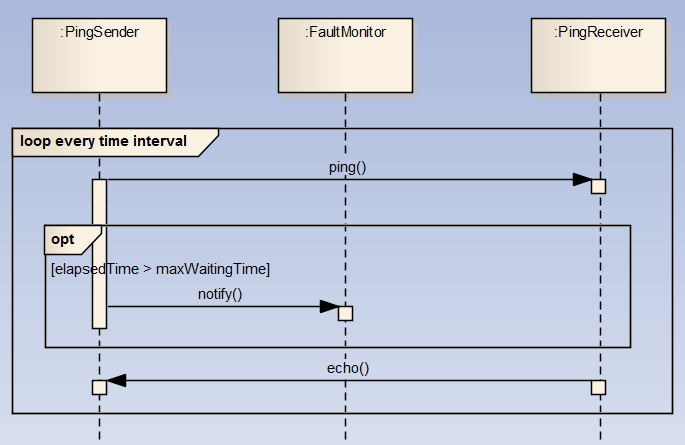 :PingSender
:FaultMonitor
:PingReceiver
loop every time interval
ping()
opt
[elapsedTime > maxWaitingTime]
notify()
echo()